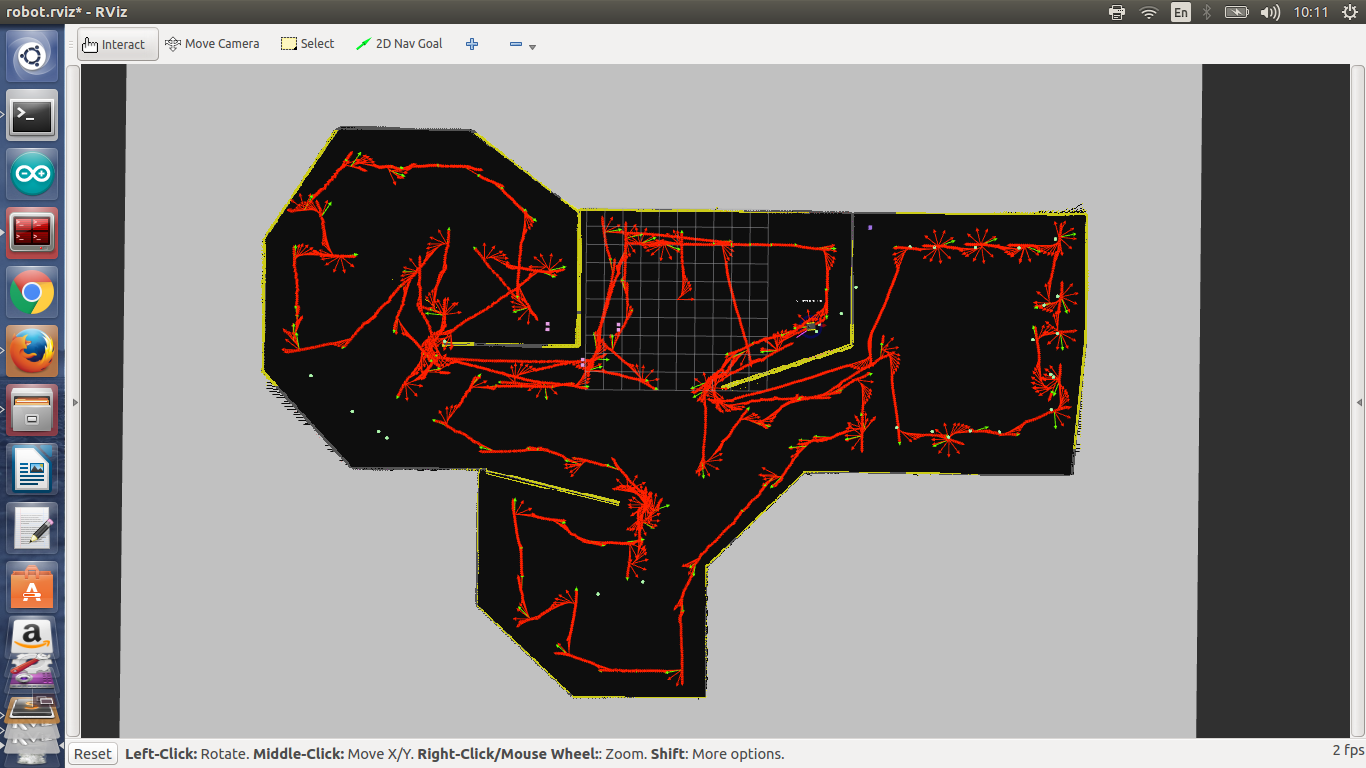 robot.rviz* - RViz
En
10:11
Interact
Move Camera
Select
2D Nav Goal
Reset
Left-Click: Rotate. Middle-Click: Move X/Y. Right-Click/Mouse Wheel:: Zoom. Shift: More options.
2 fps